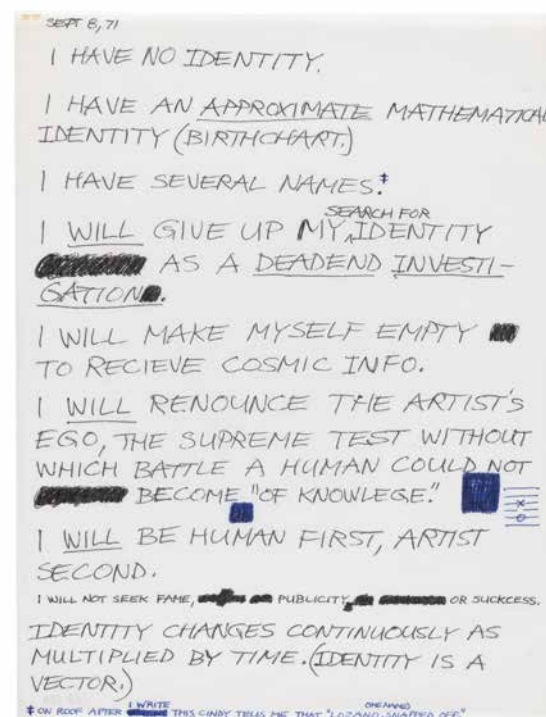 SEPT 8, 71
I HAVE NO IDENTITY.
I HAVE AN APPROXIMATE MATHEMATICAL
IDENTITY (BIRTHCHART.)
I HAVE SEVERAL NAMES.‡
SEARCH FOR
I WILL GIVE UP MY ^ IDENTITY
AS A DEADEND INVESTI-
GATION.
I WILL MAKE MYSELF EMPTY
TO RECIEVE COSMIC INFO.
I WILL RENOUNCE THE ARTIST'S
EGO, THE SUPREME TEST WITHOUT
WHICH BATTLE A HUMAN COULD NOT
BECOME "OF KNOWLEGE."
X
O
I WILL BE HUMAN FIRST, ARTIST
SECOND.
I WILL NOT SEEK FAME, PUBLICITY, OR SUCKCESS.
IDENTITY CHANGES CONTINUOUSLY AS
MULTIPLIED BY TIME. (IDENTITY IS A
VECTOR.)
I WRITE (ONE NAME)
‡ ON ROOF AFTER THIS CINDY TELLS ME THAT "LOZANO SNAPPED OFF"